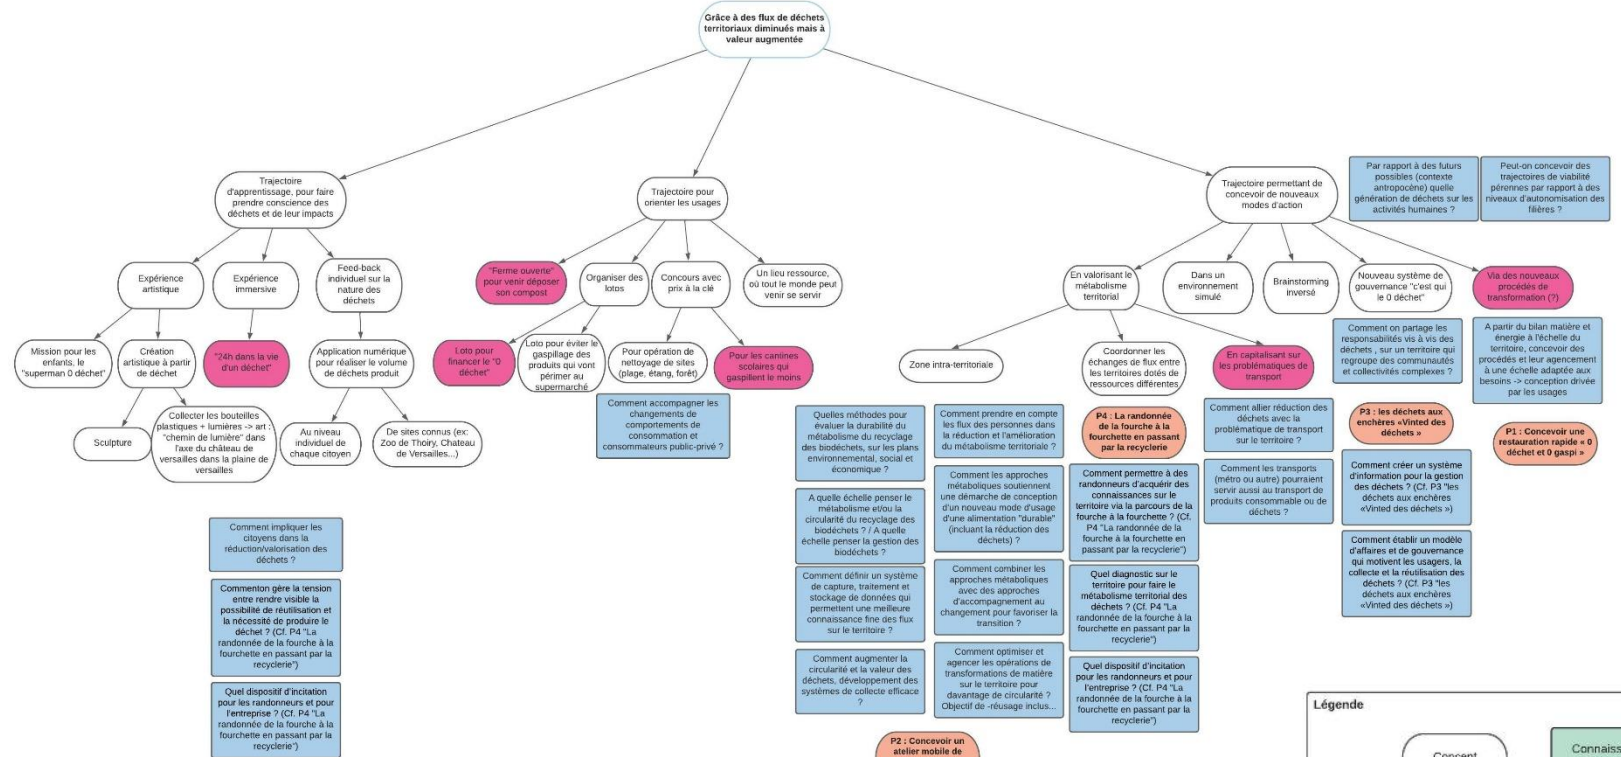 Grâce à des flux de déchets
territoriaux diminués mais à
valeur augmentée
Trajectoire
d'apprentissage, pour faire
prendre conscience des
déchets et de leur impacts
Trajectoire pour
orienter les usages
Trajectoire permettant de
concevoir de nouveaux
modes d'action
Par rapport à des futurs
possibles (contexte
antropocène) quelle
génération de déchets sur les
activités humaines ?
Peut-on concevoir des
trajectoires de viabilité
pérennes par rapport à des
niveaux d'autonomisation des
filières ?
Expérience
artistique
Expérience
immersive
Feed-back
individuel sur la
nature des
déchets
"Ferme ouverte"
pour venir déposer
son compost
Organiser des
lotos
Concours avec
prix à la clé
Un lieu ressource,
où tout le monde peut
venir se servir
En valorisant le
métabolisme
territorial
Dans un
environnement
simulé
Brainstorming
inversé
Nouveau système de
gouvernance "c'est qui
le 0 déchet"
Via des nouveaux
procédés de
transformation (?)
Mission pour les
enfants, le
"superman 0 déchet"
Création
artistique à partir
de déchet
"24h dans la vie
d'un déchet"
Application numérique
pour réaliser le volume
de déchets produit
Loto pour
financer le "0
déchet"
Loto pour éviter le
gaspillage des
produits qui vont
périmer au
supermarché
Pour opération de
nettoyage de sites
(plage, étang, forêt)
Pour les cantines
scolaires qui
gaspillent le moins
Zone intra-territoriale
Coordonner les
échanges de flux entre
les territoires dotés de
ressources différentes
En capitalisant sur
les problématiques de
transport
Comment on partage les
responsabilités vis à vis des
déchets , sur un territoire qui
regroupe des communautés
et collectivités complexes ?
A partir du bilan matière et
énergie à l'échelle du
territoire, concevoir des
procédés et leur agencement
à une échelle adaptée aux
besoins -> conception drivée
par les usages
Sculpture
Collecter les bouteilles
plastiques + lumières -> art :
"chemin de lumière" dans
l'axe du château de
versailles dans la plaine de
versailles
Au niveau
individuel de
chaque citoyen
De sites connus (ex:
Zoo de Thoiry, Chateau
de Versailles...)
Comment accompagner les
changements de
comportements de
consommation et
consommateurs public-privé ?
Quelles méthodes pour
évaluer la durabilité du
métabolisme du recyclage
des biodéchets, sur les plans
environnemental, social et
économique ?
Comment prendre en compte
les flux des personnes dans
la réduction et l'amélioration
du métabolisme territoriale ?
P4 : La randonnée
de la fourche à la
fourchette en passant
par la recyclerie
Comment allier réduction des
déchets avec la
problématique de transport
sur le territoire ?
P3 : les déchets aux
enchères «Vinted des
déchets »
P1 : Concevoir une
restauration rapide « 0
déchet et 0 gaspi »
A quelle échelle penser le
métabolisme et/ou la
circularité du recyclage des
biodéchets ? / A quelle
échelle penser la gestion des
biodéchets ?
Comment les approches
métaboliques soutiennent
une démarche de conception
d'un nouveau mode d'usage
d'une alimentation "durable"
(incluant la réduction des
déchets) ?
Comment permettre à des
randonneurs d'acquérir des
connaissances sur le
territoire via la parcours de la
fourche à la fourchette ? (Cf.
P4 "La randonnée de la
fourche à la fourchette en
passant par la recyclerie")
Comment les transports
(métro ou autre) pourraient
servir aussi au transport de
produits consommable ou de
déchets ?
Comment créer un système
d'information pour la gestion
des déchets ? (Cf. P3 "les
déchets aux enchères
«Vinted des déchets »)
Comment impliquer les
citoyens dans la
réduction/valorisation des
déchets ?
Comment définir un système
de capture, traitement et
stockage de données qui
permettent une meilleure
connaissance fine des flux
sur le territoire ?
Comment combiner les
approches métaboliques
avec des approches
d'accompagnement au
changement pour favoriser la
transition ?
Quel diagnostic sur le
territoire pour faire le
métabolisme territorial des
déchets ? (Cf. P4 "La
randonnée de la fourche à la
fourchette en passant par la
recyclerie")
Comment établir un modèle
d'affaires et de gouvernance
qui motivent les usagers, la
collecte et la réutilisation des
déchets ? (Cf. P3 "les
déchets aux enchères
«Vinted des déchets »)
Commenton gère la tension
entre rendre visible la
possibilité de réutilisation et
la nécessité de produire le
déchet ? (Cf. P4 "La
randonnée de la fourche à la
fourchette en passant par la
recyclerie")
Comment augmenter la
circularité et la valeur des
déchets, développement des
systèmes de collecte efficace
?
Comment optimiser et
agencer les opérations de
transformations de matière
sur le territoire pour
davantage de circularité ?
Objectif de -réusage inclus...
Quel dispositif d'incitation
pour les randonneurs et pour
l'entreprise ? (Cf. P4 "La
randonnée de la fourche à la
fourchette en passant par la
recyclerie")
Quel dispositif d'incitation
pour les randonneurs et pour
l'entreprise ? (Cf. P4 "La
randonnée de la fourche à la
fourchette en passant par la
recyclerie")
P2 : Concevoir un
atelier mobile de
Légende
Concept
Connaiss